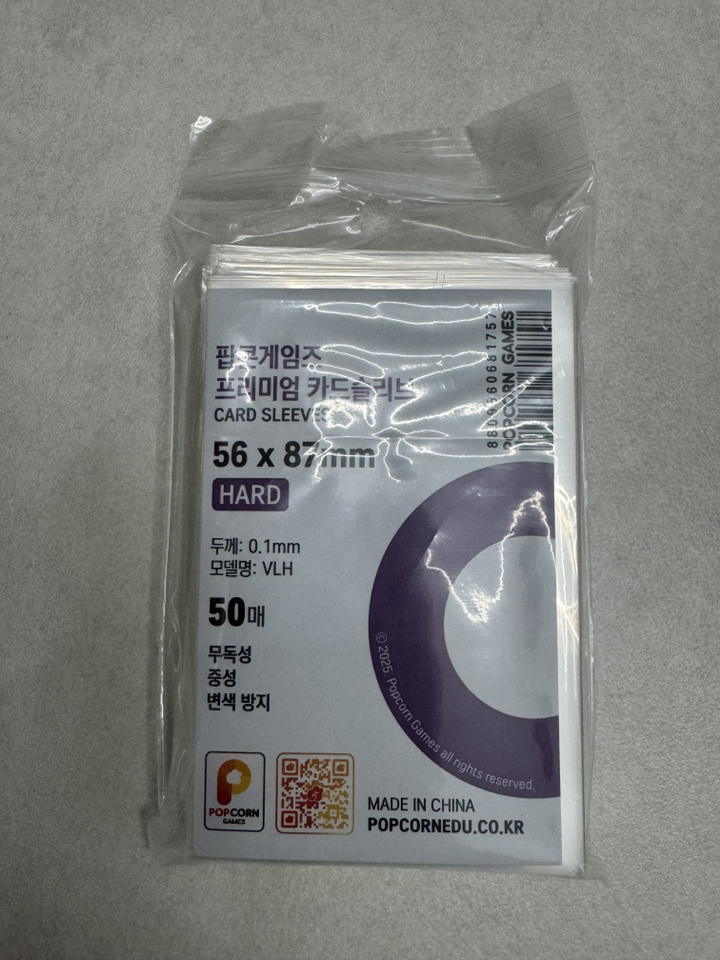 팝콘게임즈
프리미엄 카드슬리브
CARD SLEEVES
56 x 87mm
HARD
두께: 0.1mm
모델명: VLH
50매
무독성
중성
변색 방지
POPCORN GAMES
© 2025. Popcorn Games all rights reserved.
POPCORN
GAMES
MADE IN CHINA
POPCORNEDU.CO.KR